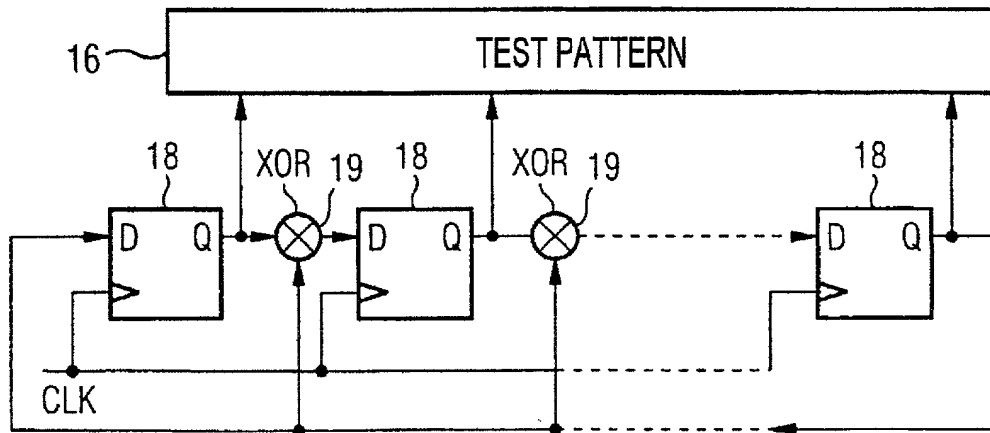 16
TEST PATTERN
18
XOR
19
18
XOR
19
18
D Q
D Q
D Q
CLK